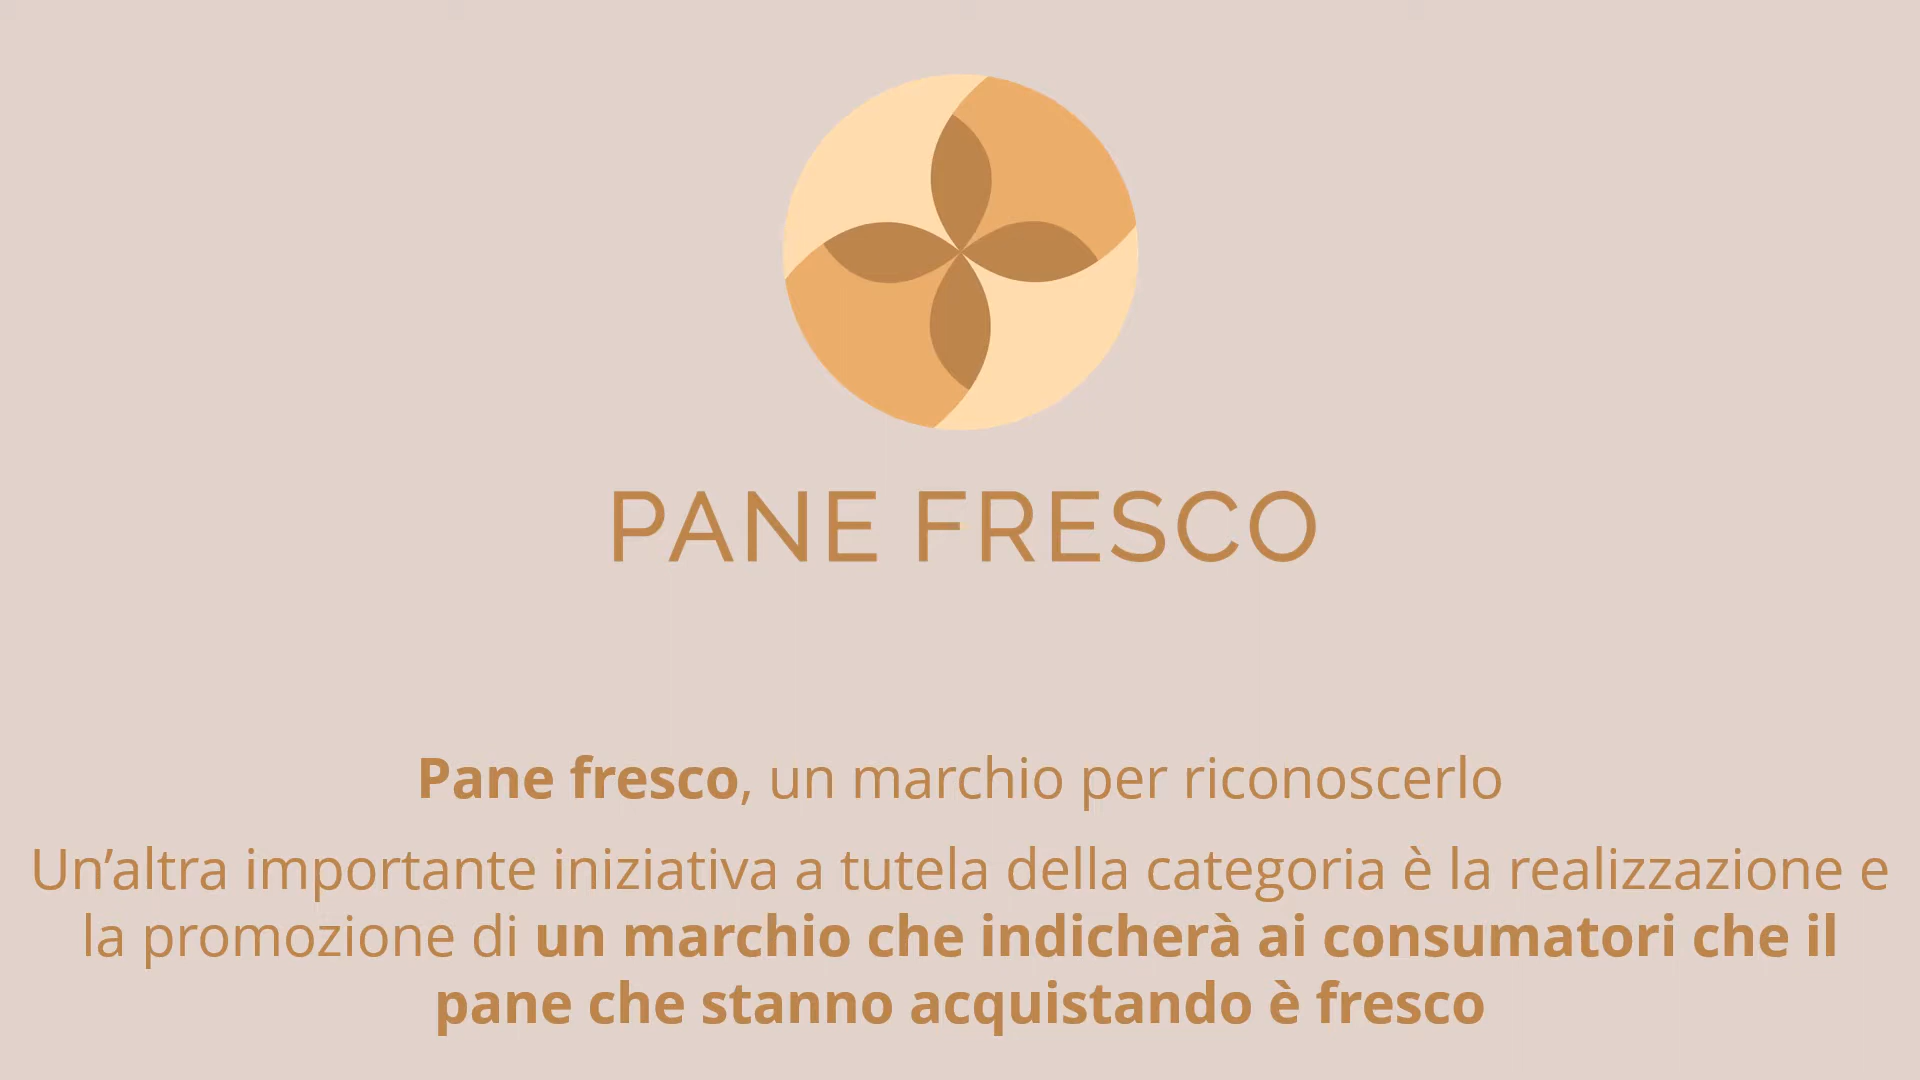 PANE FRESCO
Pane fresco, un marchio per riconoscerlo
Un’altra importante iniziativa a tutela della categoria è la realizzazione e
la promozione di un marchio che indicherà ai consumatori che il
pane che stanno acquistando è fresco